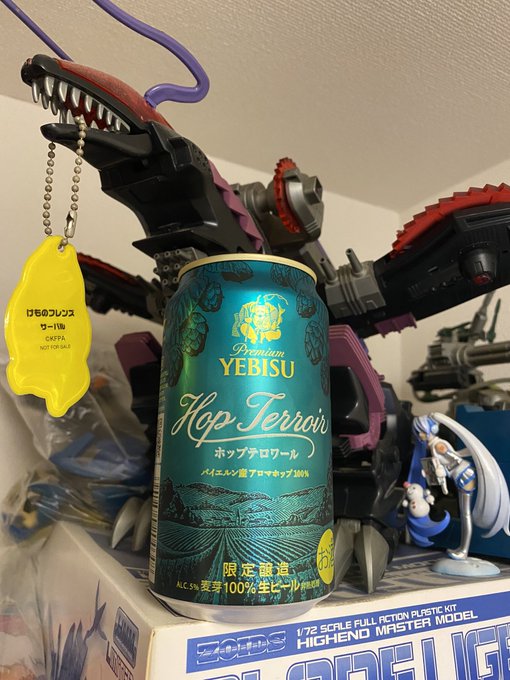 けものフレンズ
サーバル
©KFPA
NOT FOR SALE
Premium
YEBISU
Hop Terroir
ホップテロワール
バイエルン産アロマホップ100%
限定醸造
ALC.5% 麦芽100% 生ビール
お酒
ZOIDS
1/72 SCALE FULL ACTION PLASTIC KIT
HIGHEND MASTER MODEL